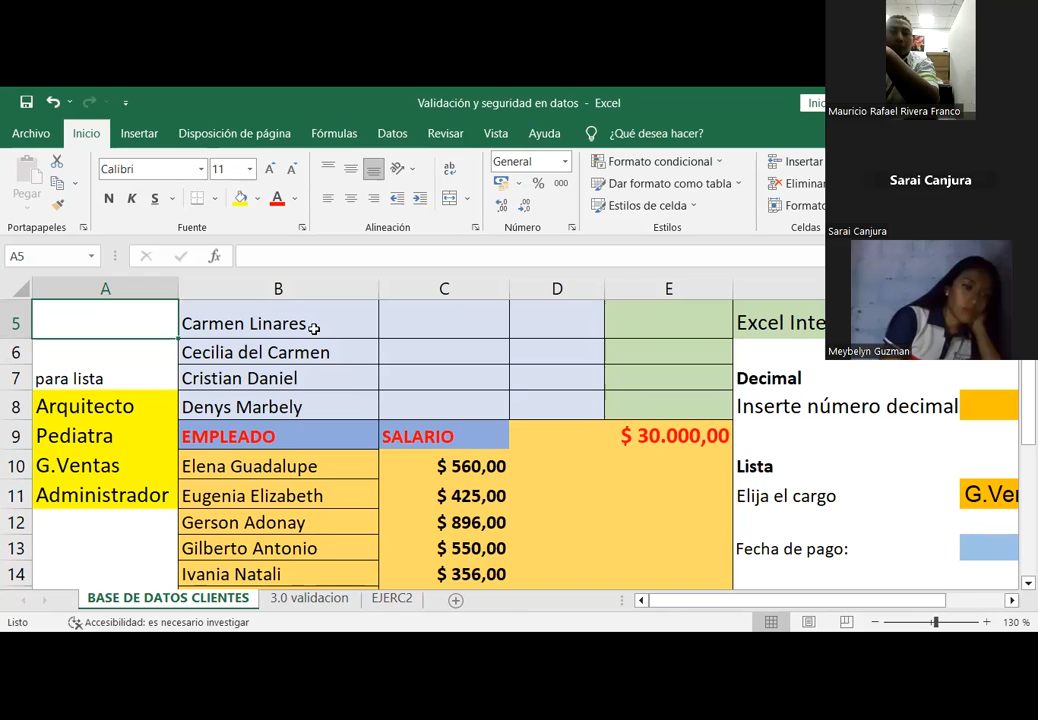 Validación y seguridad en datos - Excel
Archivo Inicio Insertar Disposición de página Fórmulas Datos Revisar Vista Ayuda ¿Qué desea hacer?
Pegar
Calibri 11
N K S
ab
General
% 000
Formato condicional
Dar formato como tabla
Estilos de celda
Insertar
Eliminar
Formato
Portapapeles Fuente Alineación Número Estilos Celdas
A5 fx
A B C D E
5 Carmen Linares Excel Inte
6 Cecilia del Carmen
7 para lista Cristian Daniel Decimal
8 Arquitecto Denys Marbely Inserte número decimal
9 Pediatra EMPLEADO SALARIO $ 30.000,00
10 G.Ventas Elena Guadalupe $ 560,00 Lista
11 Administrador Eugenia Elizabeth $ 425,00 Elija el cargo G.Ver
12 Gerson Adonay $ 896,00
13 Gilberto Antonio $ 550,00 Fecha de pago:
14 Ivania Natali $ 356,00
BASE DE DATOS CLIENTES 3.0 validacion EJERC2
Listo Accesibilidad: es necesario investigar 130 %
Mauricio Rafael Rivera Franco
Sarai Canjura
Sarai Canjura
Meybelyn Guzman